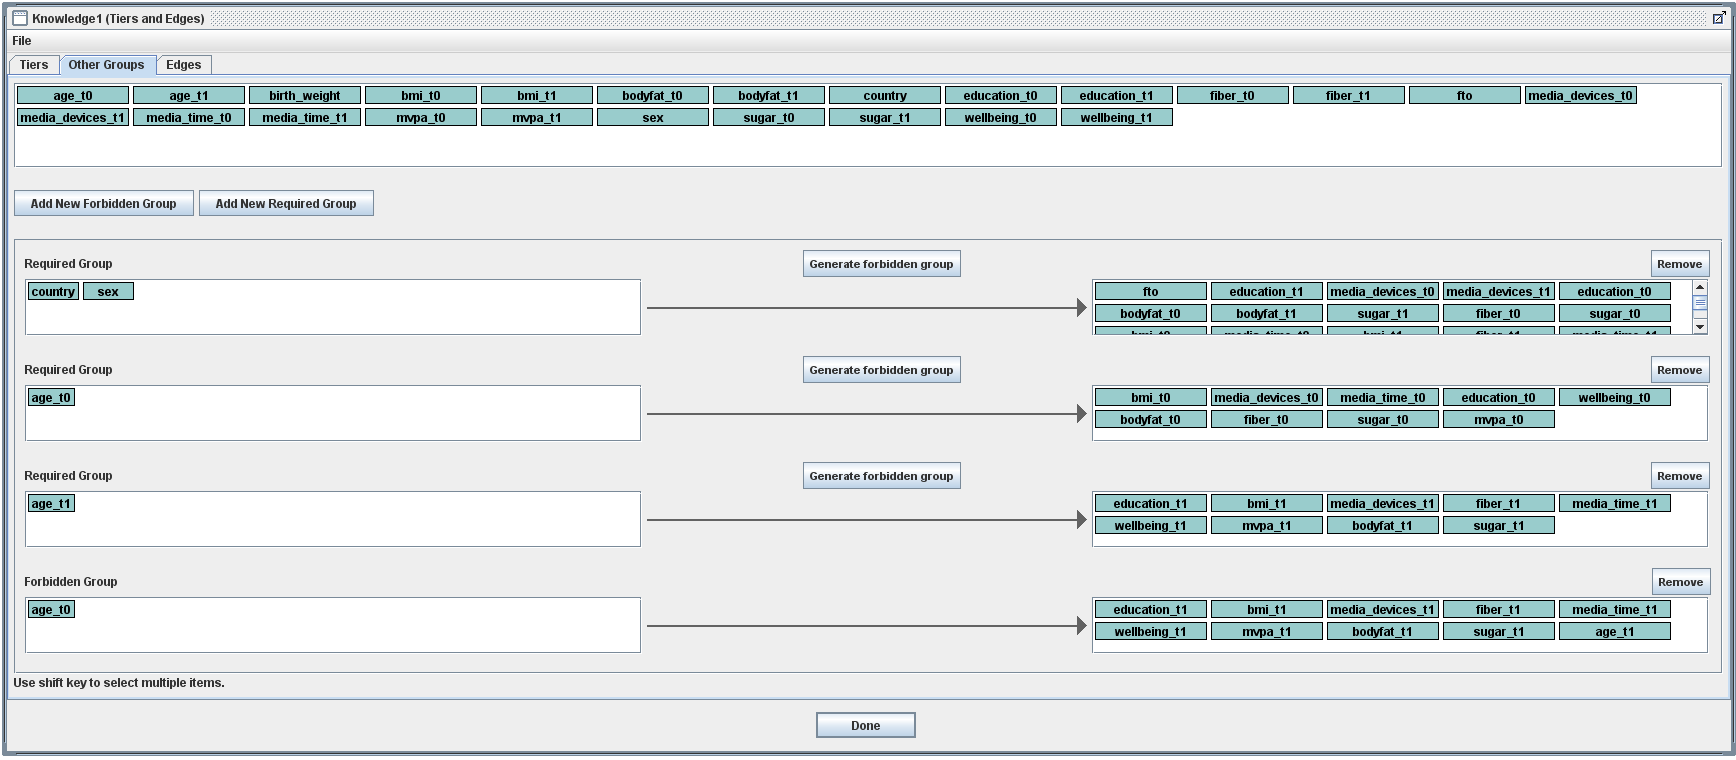 Knowledge1 (Tiers and Edges)
File
Tiers Other Groups Edges
age_t0 age_t1 birth_weight bmi_t0 bmi_t1 bodyfat_t0 bodyfat_t1 country education_t0 education_t1 fiber_t0 fiber_t1 fto media_devices_t0
media_devices_t1 media_time_t0 media_time_t1 mvpa_t0 mvpa_t1 sex sugar_t0 sugar_t1 wellbeing_t0 wellbeing_t1
Add New Forbidden Group Add New Required Group
Required Group Generate forbidden group Remove
country sex fto education_t1 media_devices_t0 media_devices_t1 education_t0
bodyfat_t0 bodyfat_t1 sugar_t1 fiber_t0 sugar_t0
bmi_t0 media_time_t0 bmi_t1 fiber_t1 media_time_t1
Required Group Generate forbidden group Remove
age_t0 bmi_t0 media_devices_t0 media_time_t0 education_t0 wellbeing_t0
bodyfat_t0 fiber_t0 sugar_t0 mvpa_t0
Required Group Generate forbidden group Remove
age_t1 education_t1 bmi_t1 media_devices_t1 fiber_t1 media_time_t1
wellbeing_t1 mvpa_t1 bodyfat_t1 sugar_t1
Forbidden Group Remove
age_t0 education_t1 bmi_t1 media_devices_t1 fiber_t1 media_time_t1
wellbeing_t1 mvpa_t1 bodyfat_t1 sugar_t1 age_t1
Use shift key to select multiple items.
Done